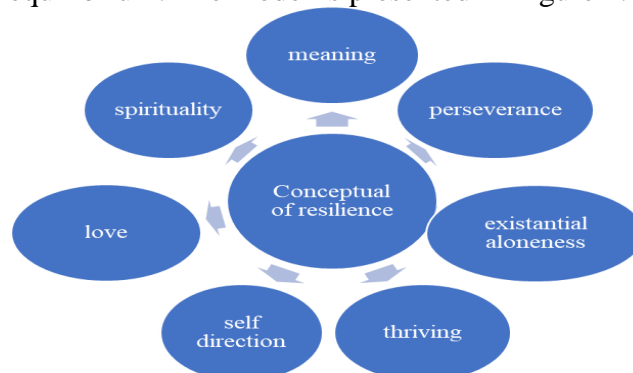 meaning
spirituality
perseverance
Conceptual
of resilience
love
existantial
aloneness
self
direction
thriving